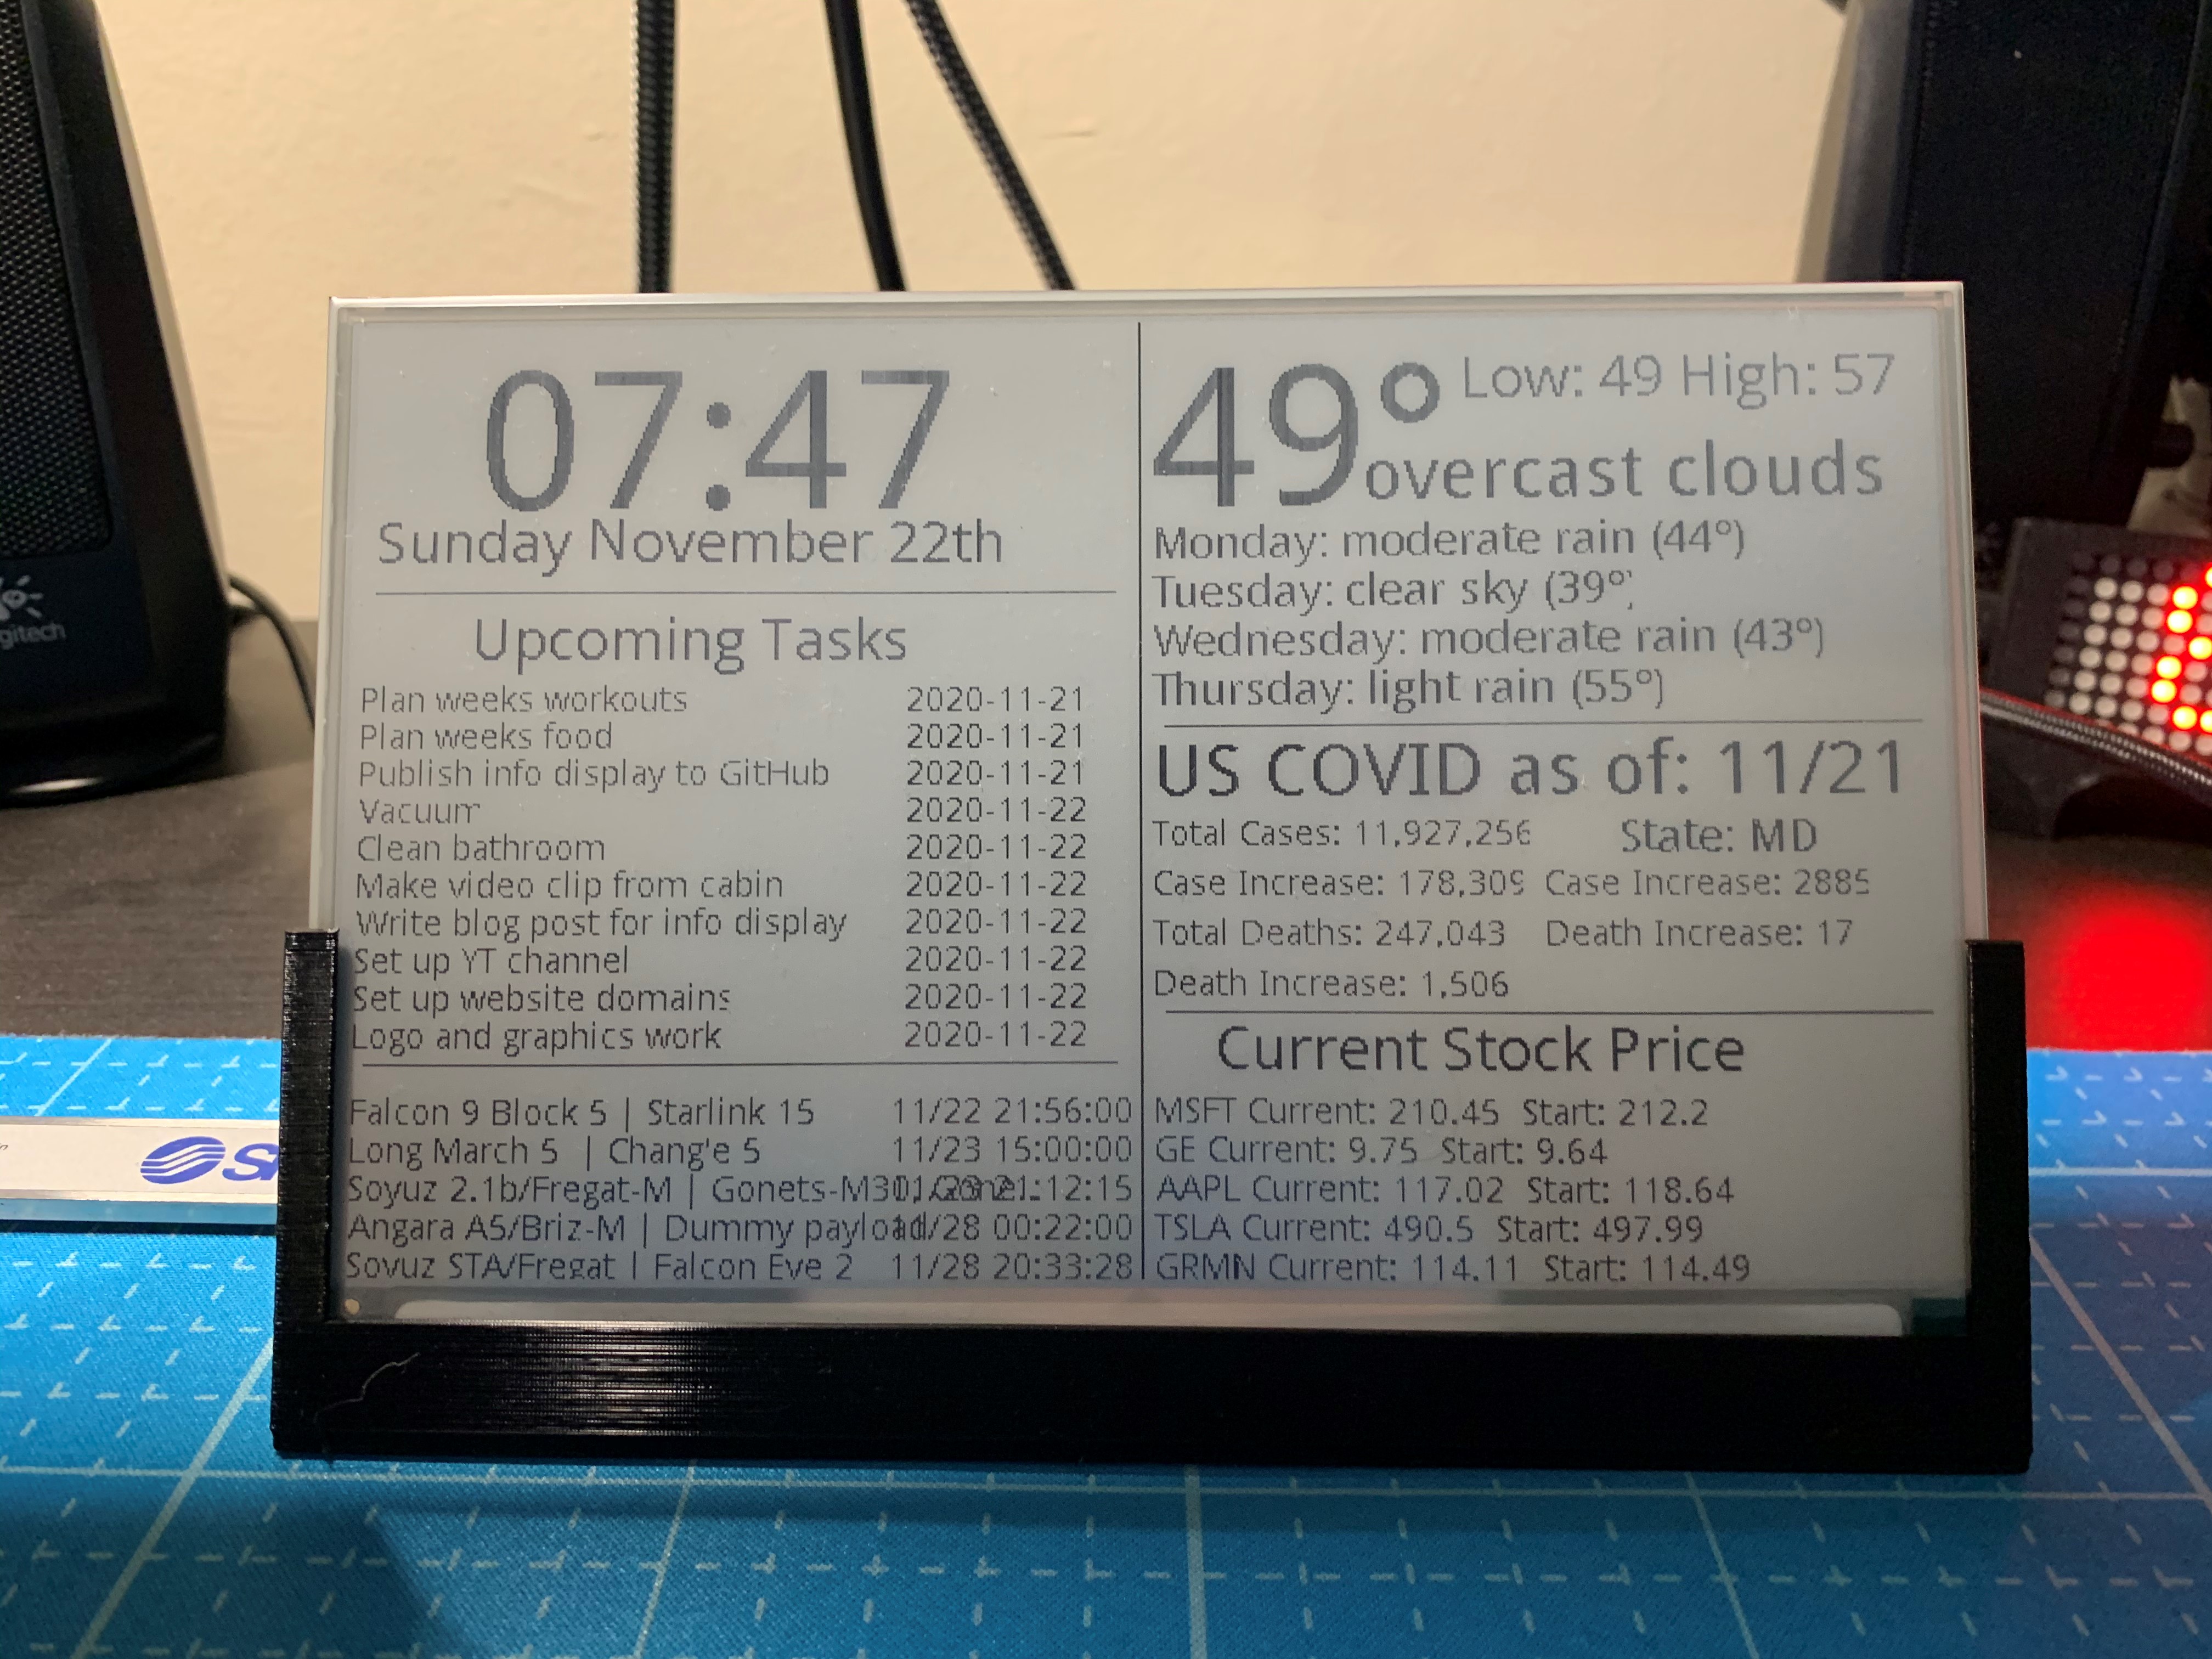 07:47
Sunday November 22th
Upcoming Tasks
Plan weeks workouts 2020-11-21
Plan weeks food 2020-11-21
Publish info display to GitHub 2020-11-21
Vacuum 2020-11-22
Clean bathroom 2020-11-22
Make video clip from cabin 2020-11-22
Write blog post for info display 2020-11-22
Set up YT channel 2020-11-22
Set up website domains 2020-11-22
Logo and graphics work 2020-11-22
Falcon 9 Block 5 | Starlink 15 11/22 21:56:00
Long March 5 | Chang'e 5 11/23 15:00:00
Soyuz 2.1b/Fregat-M | Gonets-M 21:12:15
Angara A5/Briz-M | Dummy payload 11/28 00:22:00
Soyuz STA/Fregat | Falcon Eye 2 11/28 20:33:28
49° Low: 49 High: 57
overcast clouds
Monday: moderate rain (44°)
Tuesday: clear sky (39°)
Wednesday: moderate rain (43°)
Thursday: light rain (55°)
US COVID as of: 11/21
Total Cases: 11,927,256 State: MD
Case Increase: 178,309 Case Increase: 2885
Total Deaths: 247,043 Death Increase: 17
Death Increase: 1,506
Current Stock Price
MSFT Current: 210.45 Start: 212.2
GE Current: 9.75 Start: 9.64
AAPL Current: 117.02 Start: 118.64
TSLA Current: 490.5 Start: 497.99
GRMN Current: 114.11 Start: 114.49
gitech